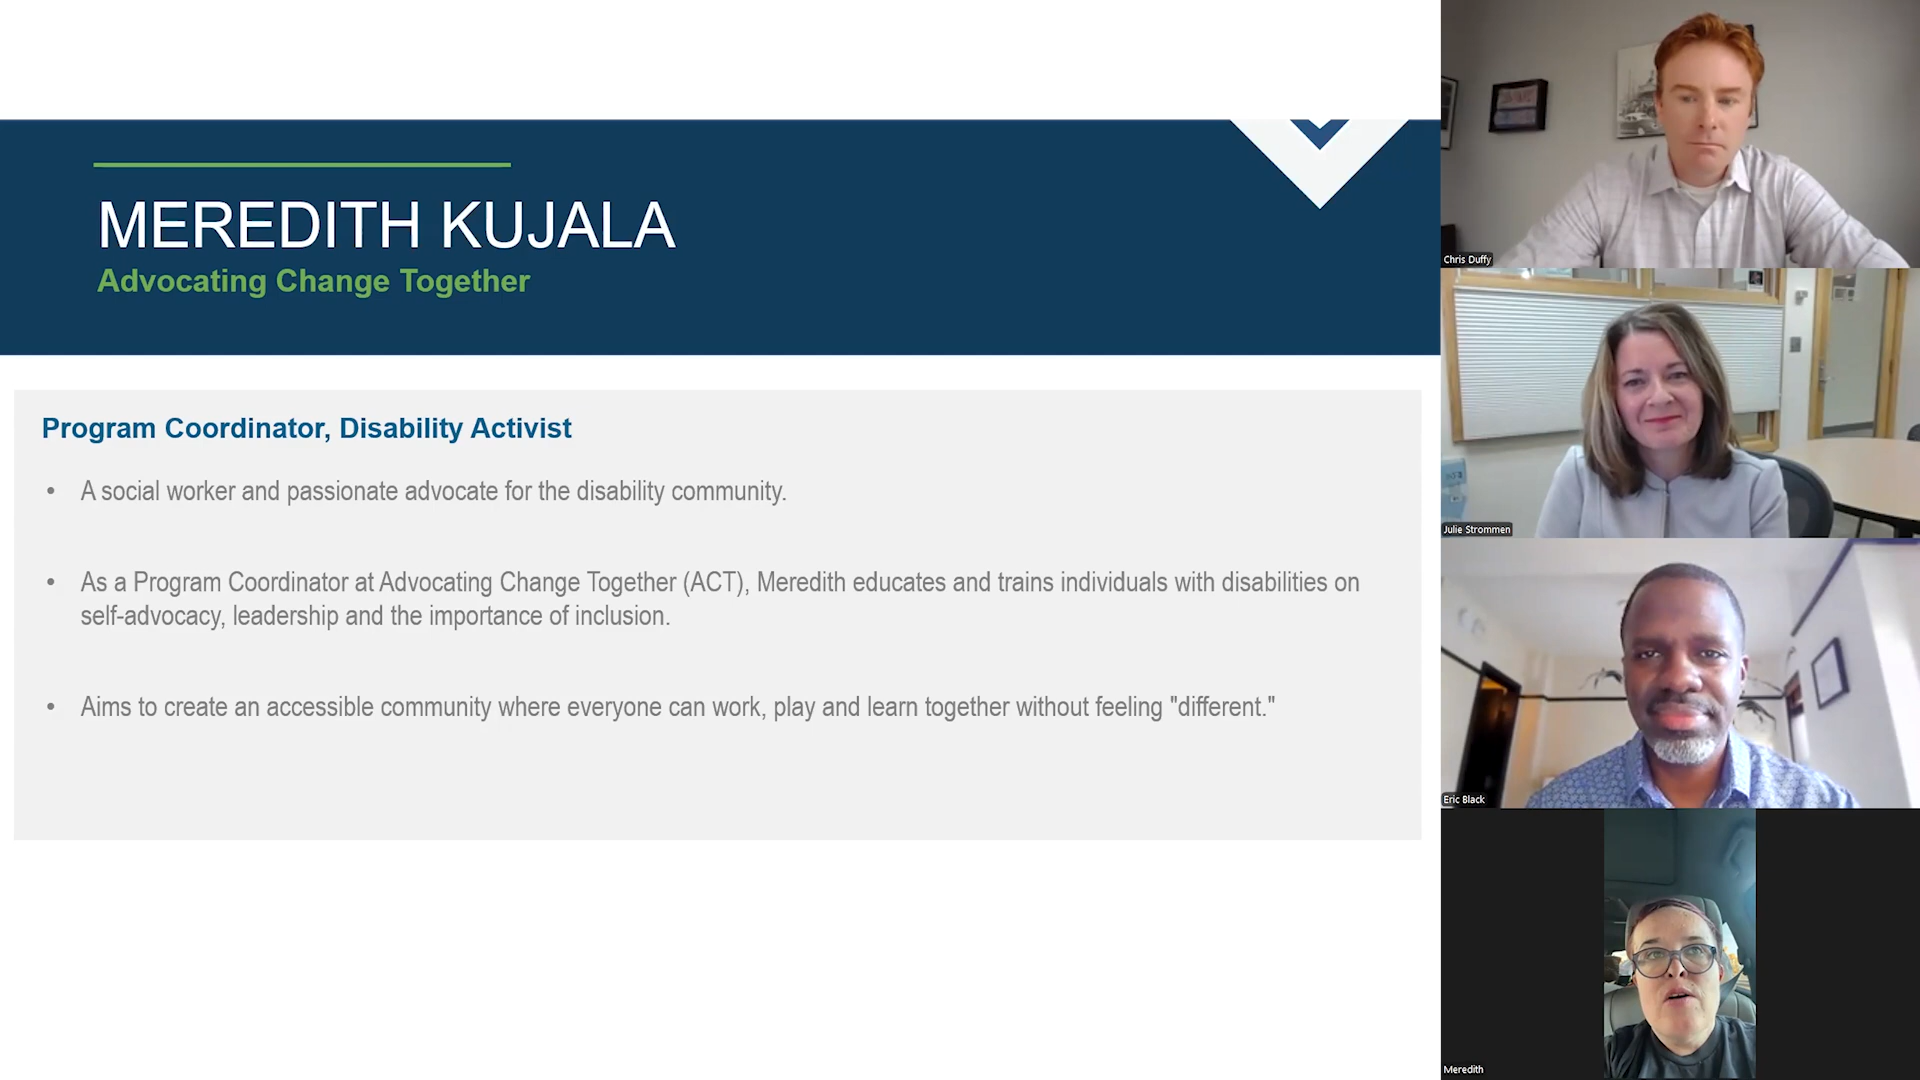 MEREDITH KUJALA
Advocating Change Together
Program Coordinator, Disability Activist
• A social worker and passionate advocate for the disability community.
• As a Program Coordinator at Advocating Change Together (ACT), Meredith educates and trains individuals with disabilities on
self-advocacy, leadership and the importance of inclusion.
• Aims to create an accessible community where everyone can work, play and learn together without feeling "different."
Chris Duffy
Julie Strommen
Eric Black
Meredith